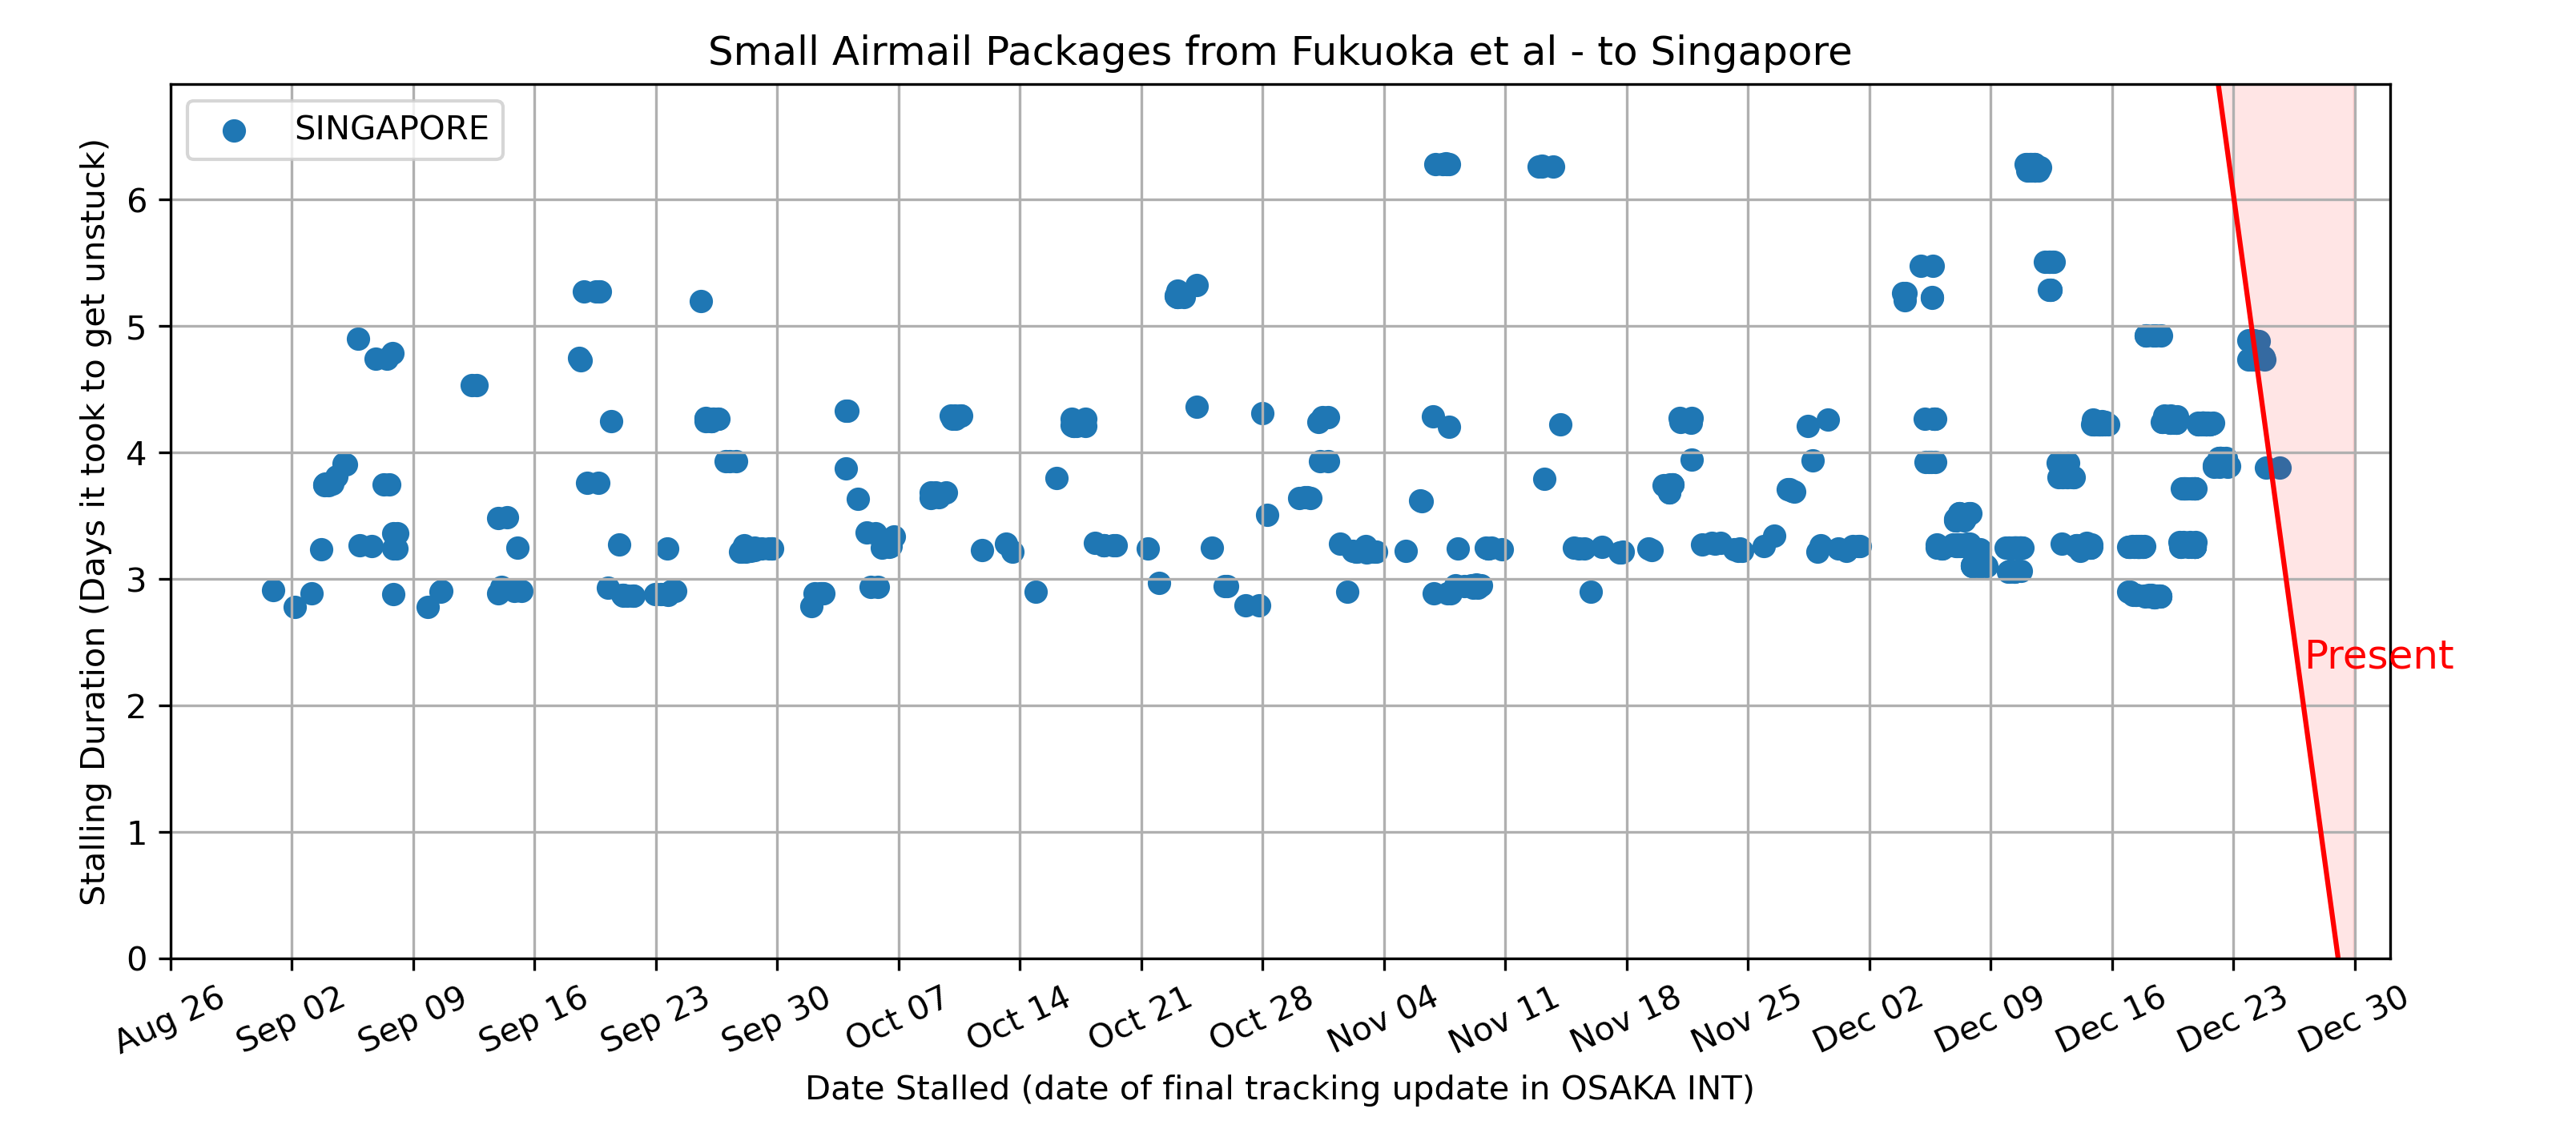 Small Airmail Packages from Fukuoka et al - to Singapore
SINGAPORE
Stalling Duration (Days it took to get unstuck)
6
5
4
3
2
1
0
Present
Aug 26
Sep 02
Sep 09
Sep 16
Sep 23
Sep 30
Oct 07
Oct 14
Oct 21
Oct 28
Nov 04
Nov 11
Nov 18
Nov 25
Dec 02
Dec 09
Dec 16
Dec 23
Dec 30
Date Stalled (date of final tracking update in OSAKA INT)